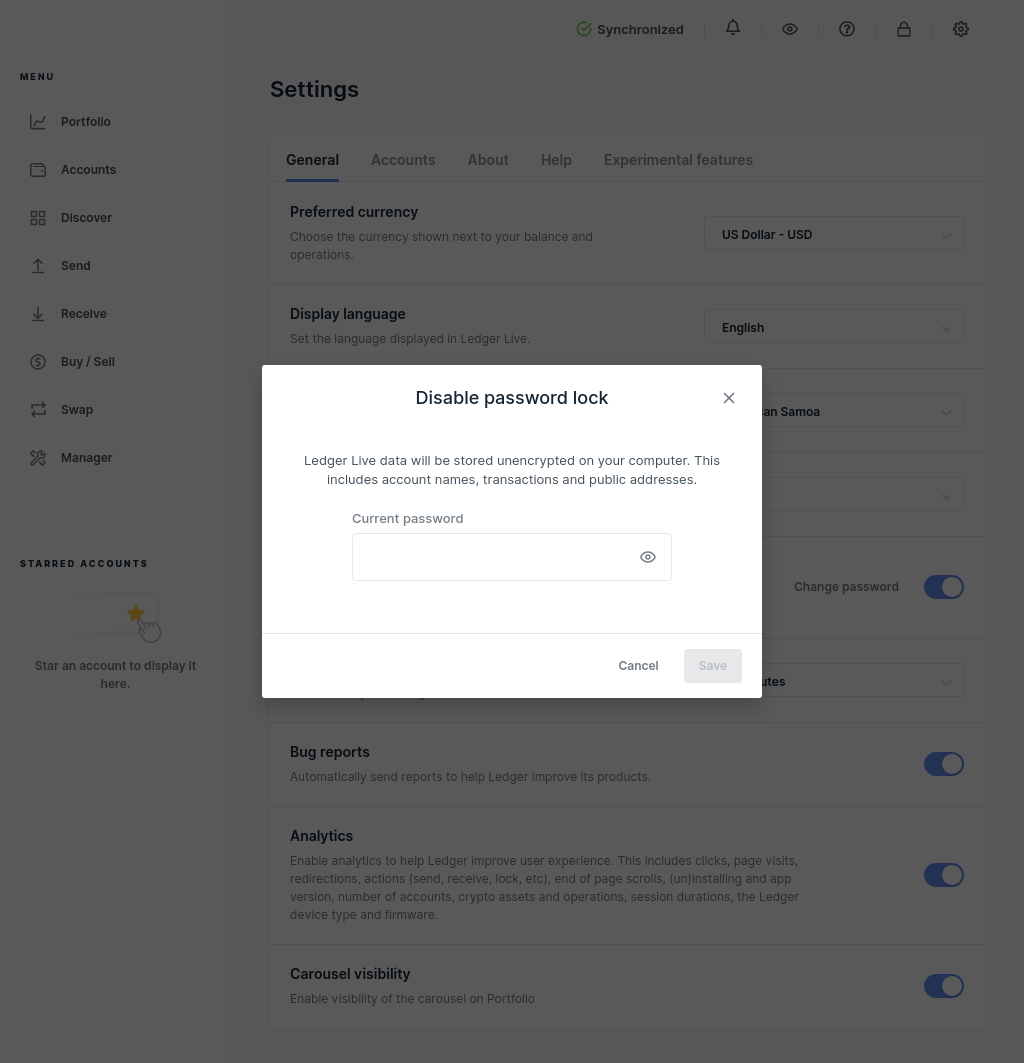 Synchronized
MENU
Portfolio
Accounts
Discover
Send
Receive
Buy / Sell
Swap
Manager
STARRED ACCOUNTS
Star an account to display it
here.
Settings
General
Accounts
About
Help
Experimental features
Preferred currency
Choose the currency shown next to your balance and
operations.
US Dollar - USD
Display language
Set the language displayed in Ledger Live.
English
Samoa
Change password
Disable password lock
Ledger Live data will be stored unencrypted on your computer. This
includes account names, transactions and public addresses.
Current password
Cancel
Save
Bug reports
Automatically send reports to help Ledger improve its products.
Analytics
Enable analytics to help Ledger improve user experience. This includes clicks, page visits,
redirections, actions (send, receive, lock, etc), end of page scrolls, (un)installing and app
version, number of accounts, crypto assets and operations, session durations, the Ledger
device type and firmware.
Carousel visibility
Enable visibility of the carousel on Portfolio